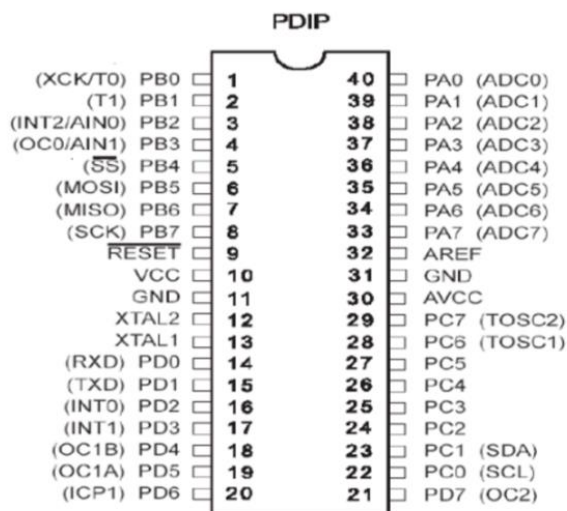 PDIP
(XCK/T0) PB0 1 40 PA0 (ADC0)
(T1) PB1 2 39 PA1 (ADC1)
(INT2/AIN0) PB2 3 38 PA2 (ADC2)
(OC0/AIN1) PB3 4 37 PA3 (ADC3)
(SS) PB4 5 36 PA4 (ADC4)
(MOSI) PB5 6 35 PA5 (ADC5)
(MISO) PB6 7 34 PA6 (ADC6)
(SCK) PB7 8 33 PA7 (ADC7)
RESET 9 32 AREF
VCC 10 31 GND
GND 11 30 AVCC
XTAL2 12 29 PC7 (TOSC2)
XTAL1 13 28 PC6 (TOSC1)
(RXD) PD0 14 27 PC5
(TXD) PD1 15 26 PC4
(INT0) PD2 16 25 PC3
(INT1) PD3 17 24 PC2
(OC1B) PD4 18 23 PC1 (SDA)
(OC1A) PD5 19 22 PC0 (SCL)
(ICP1) PD6 20 21 PD7 (OC2)